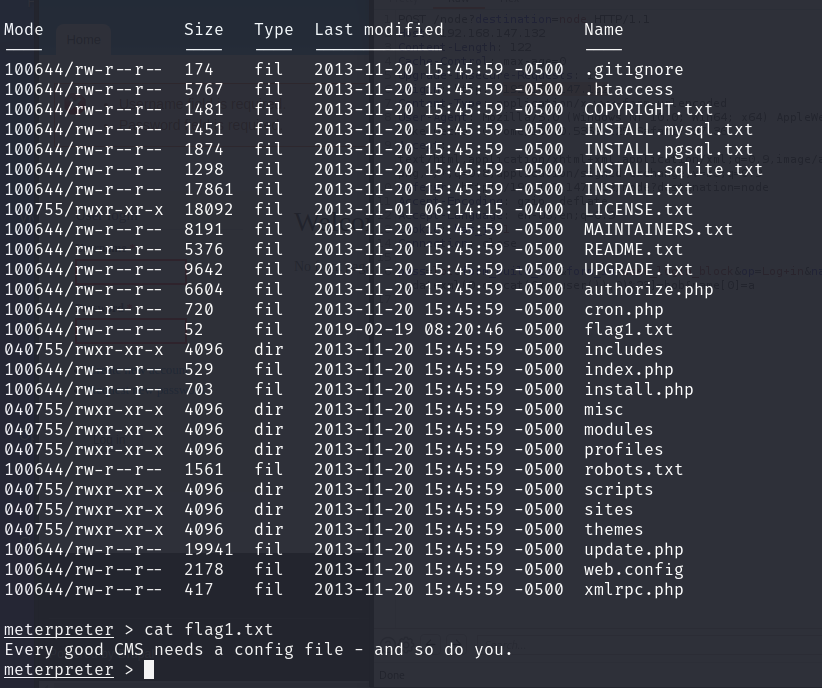 Mode Size Type Last modified Name
100644/rw-r--r-- 174 fil 2013-11-20 15:45:59 -0500 .gitignore
100644/rw-r--r-- 5767 fil 2013-11-20 15:45:59 -0500 .htaccess
100644/rw-r--r-- 1481 fil 2013-11-20 15:45:59 -0500 COPYRIGHT.txt
100644/rw-r--r-- 1451 fil 2013-11-20 15:45:59 -0500 INSTALL.mysql.txt
100644/rw-r--r-- 1874 fil 2013-11-20 15:45:59 -0500 INSTALL.pgsql.txt
100644/rw-r--r-- 1298 fil 2013-11-20 15:45:59 -0500 INSTALL.sqlite.txt
100644/rw-r--r-- 17861 fil 2013-11-20 15:45:59 -0500 INSTALL.txt
100755/rwxr-xr-x 18092 fil 2013-11-01 06:14:15 -0400 LICENSE.txt
100644/rw-r--r-- 8191 fil 2013-11-20 15:45:59 -0500 MAINTAINERS.txt
100644/rw-r--r-- 5376 fil 2013-11-20 15:45:59 -0500 README.txt
100644/rw-r--r-- 9642 fil 2013-11-20 15:45:59 -0500 UPGRADE.txt
100644/rw-r--r-- 6604 fil 2013-11-20 15:45:59 -0500 authorize.php
100644/rw-r--r-- 720 fil 2013-11-20 15:45:59 -0500 cron.php
100644/rw-r--r-- 52 fil 2019-02-19 08:20:46 -0500 flag1.txt
040755/rwxr-xr-x 4096 dir 2013-11-20 15:45:59 -0500 includes
100644/rw-r--r-- 529 fil 2013-11-20 15:45:59 -0500 index.php
100644/rw-r--r-- 703 fil 2013-11-20 15:45:59 -0500 install.php
040755/rwxr-xr-x 4096 dir 2013-11-20 15:45:59 -0500 misc
040755/rwxr-xr-x 4096 dir 2013-11-20 15:45:59 -0500 modules
040755/rwxr-xr-x 4096 dir 2013-11-20 15:45:59 -0500 profiles
100644/rw-r--r-- 1561 fil 2013-11-20 15:45:59 -0500 robots.txt
040755/rwxr-xr-x 4096 dir 2013-11-20 15:45:59 -0500 scripts
040755/rwxr-xr-x 4096 dir 2013-11-20 15:45:59 -0500 sites
040755/rwxr-xr-x 4096 dir 2013-11-20 15:45:59 -0500 themes
100644/rw-r--r-- 19941 fil 2013-11-20 15:45:59 -0500 update.php
100644/rw-r--r-- 2178 fil 2013-11-20 15:45:59 -0500 web.config
100644/rw-r--r-- 417 fil 2013-11-20 15:45:59 -0500 xmlrpc.php
meterpreter > cat flag1.txt
Every good CMS needs a config file - and so do you.
meterpreter >
Home
Done